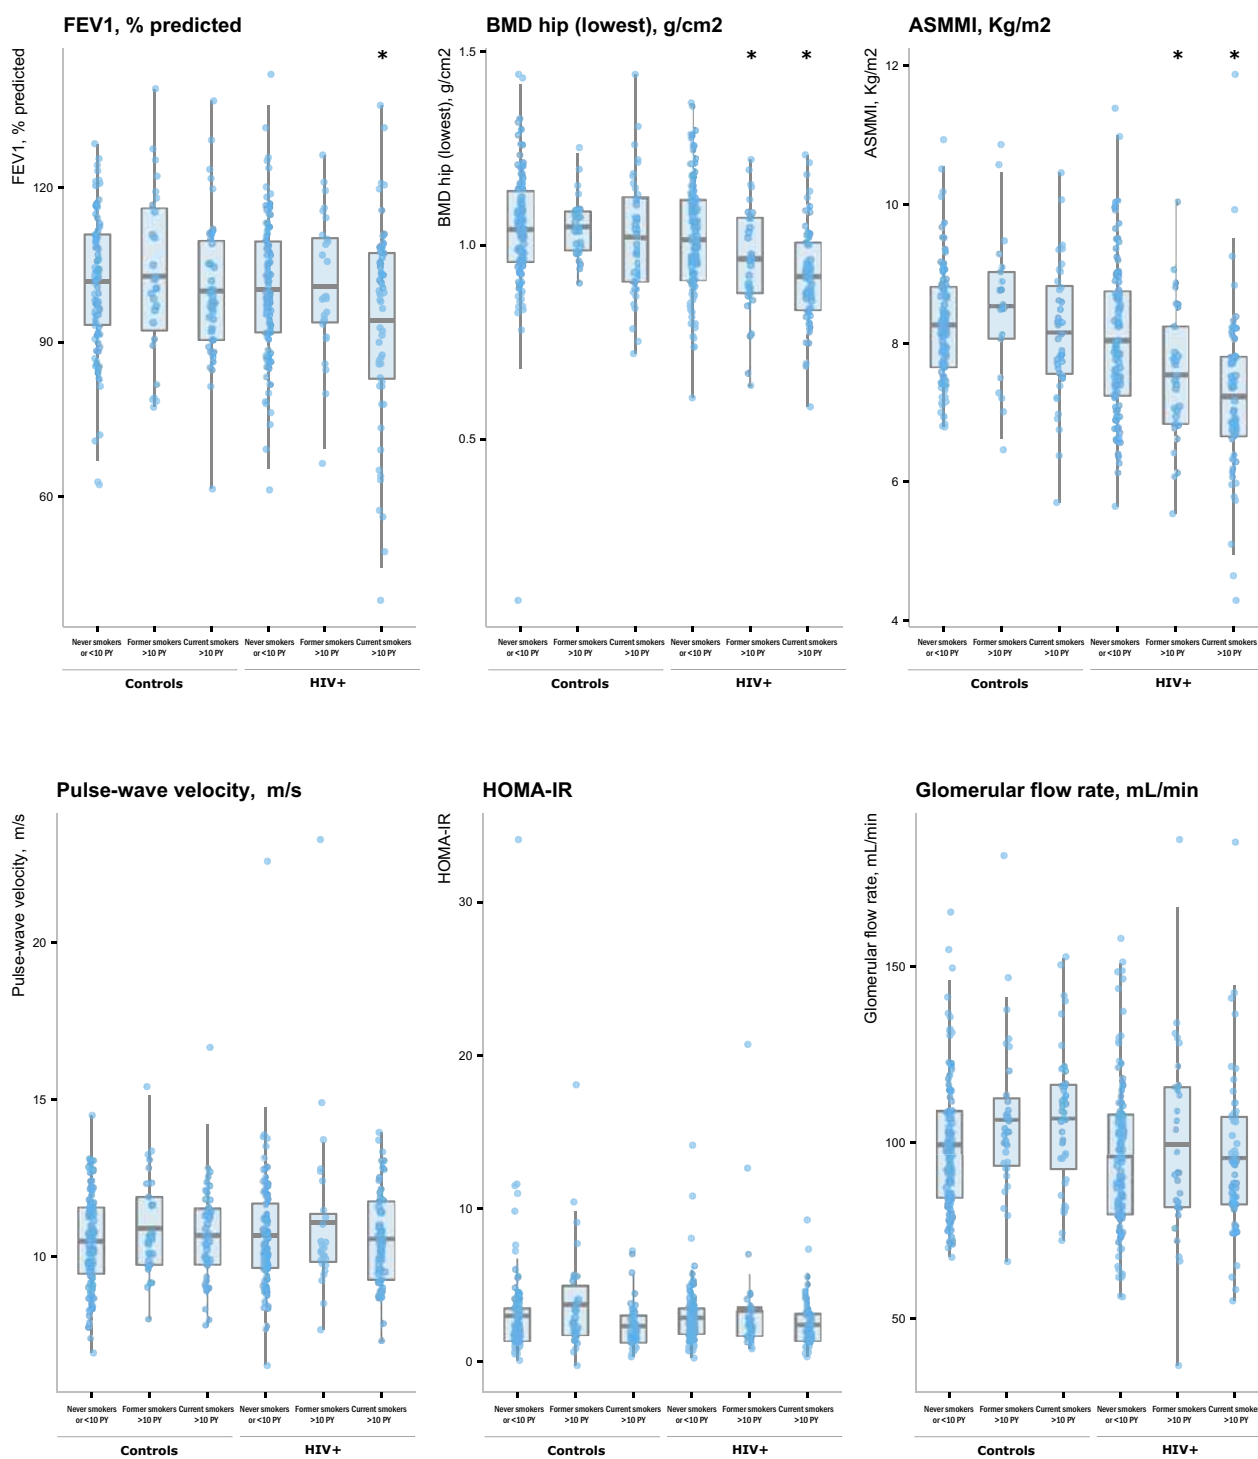 FEV1, % predicted
FEV1, % predicted
*
120
90
60
Never smokers or <10 PY
Former smokers >10 PY
Current smokers >10 PY
Never smokers or <10 PY
Former smokers >10 PY
Current smokers >10 PY
Controls
HIV+
BMD hip (lowest), g/cm2
BMD hip (lowest), g/cm2
* *
1.5
1.0
0.5
Never smokers or <10 PY
Former smokers >10 PY
Current smokers >10 PY
Never smokers or <10 PY
Former smokers >10 PY
Current smokers >10 PY
Controls
HIV+
ASMMI, Kg/m2
ASMMI, Kg/m2
* *
12
10
8
6
4
Never smokers or <10 PY
Former smokers >10 PY
Current smokers >10 PY
Never smokers or <10 PY
Former smokers >10 PY
Current smokers >10 PY
Controls
HIV+
Pulse-wave velocity, m/s
Pulse-wave velocity, m/s
20
15
10
Never smokers or <10 PY
Former smokers >10 PY
Current smokers >10 PY
Never smokers or <10 PY
Former smokers >10 PY
Current smokers >10 PY
Controls
HIV+
HOMA-IR
HOMA-IR
30
20
10
0
Never smokers or <10 PY
Former smokers >10 PY
Current smokers >10 PY
Never smokers or <10 PY
Former smokers >10 PY
Current smokers >10 PY
Controls
HIV+
Glomerular flow rate, mL/min
Glomerular flow rate, mL/min
150
100
50
Never smokers or <10 PY
Former smokers >10 PY
Current smokers >10 PY
Never smokers or <10 PY
Former smokers >10 PY
Current smokers >10 PY
Controls
HIV+